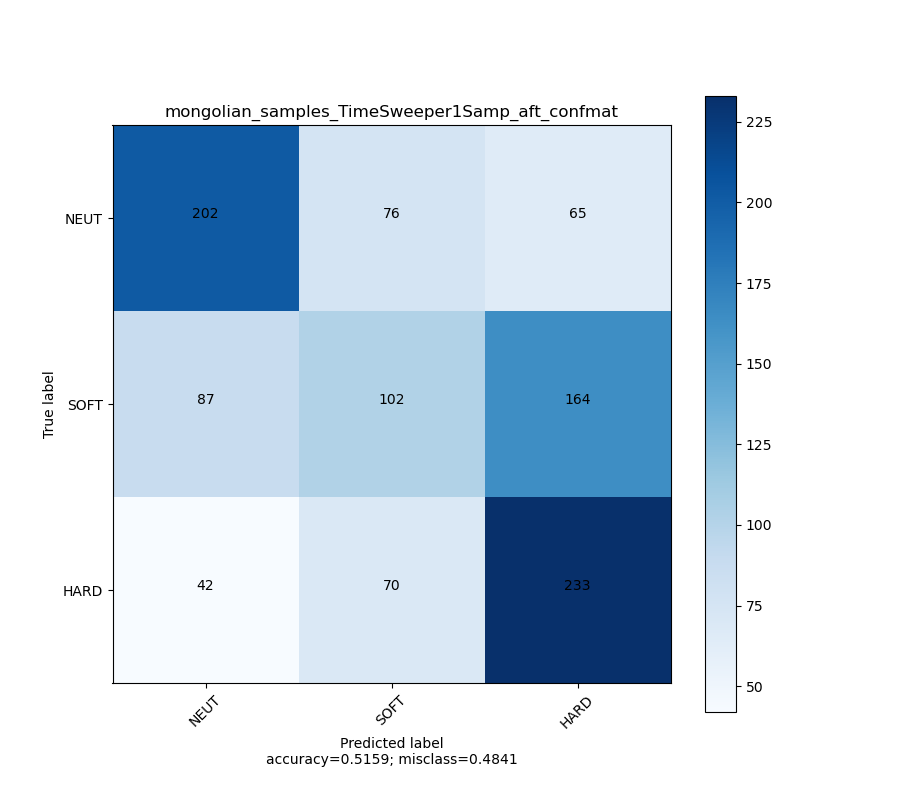 mongolian_samples_TimeSweeper1Samp_aft_confmat
225
200
175
150
125
100
75
50
True label
NEUT 202 76 65
SOFT 87 102 164
HARD 42 70 233
NEUT SOFT HARD
Predicted label
accuracy=0.5159; misclass=0.4841